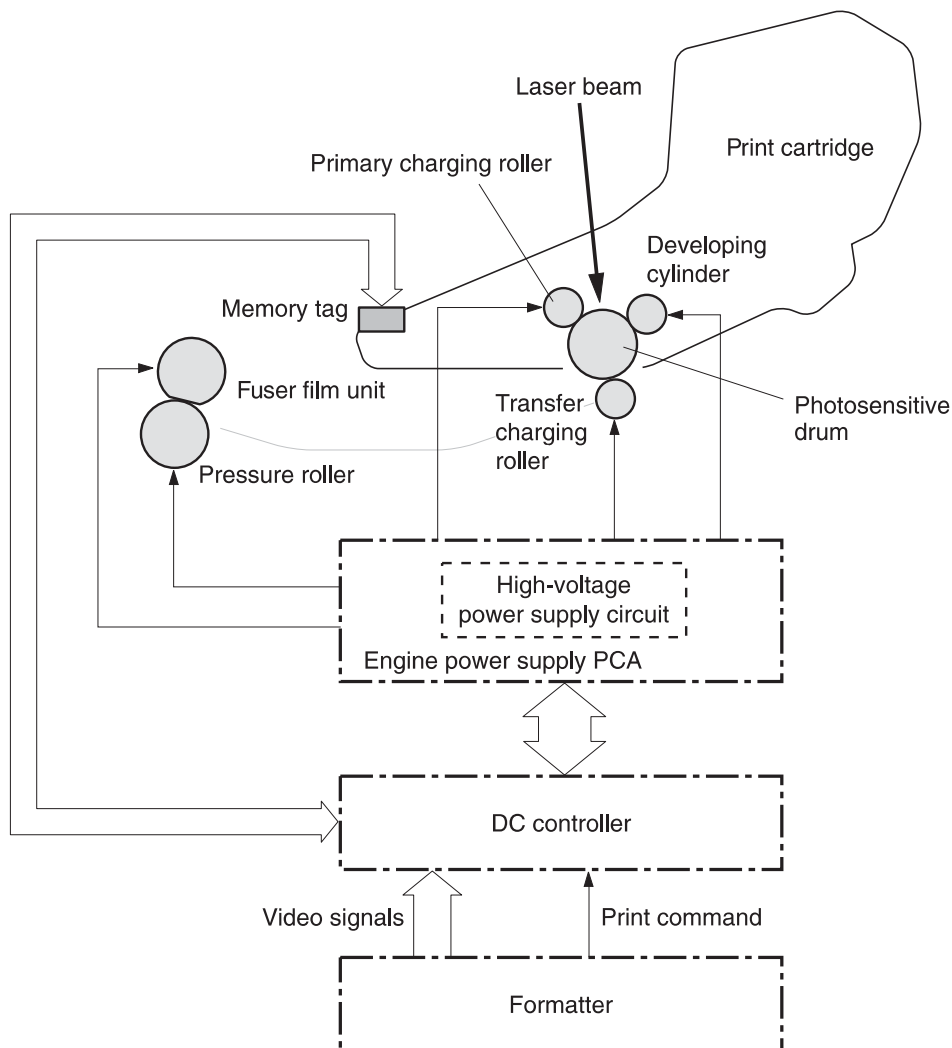 Laser beam
Print cartridge
Primary charging roller
Developing
cylinder
Memory tag
Fuser film unit
Transfer
charging
roller
Photosensitive
drum
Pressure roller
High-voltage
power supply circuit
Engine power supply PCA
DC controller
Video signals
Print command
Formatter